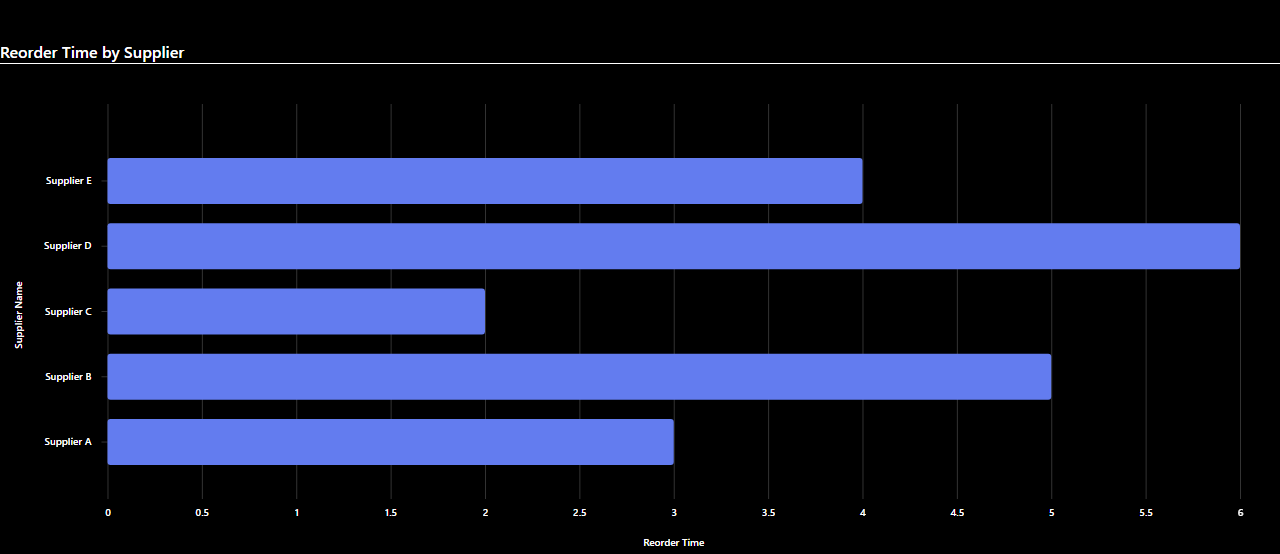 Reorder Time by Supplier
Supplier E
Supplier D
Supplier C
Supplier B
Supplier A
Supplier Name
0 0.5 1 1.5 2 2.5 3 3.5 4 4.5 5 5.5 6
Reorder Time